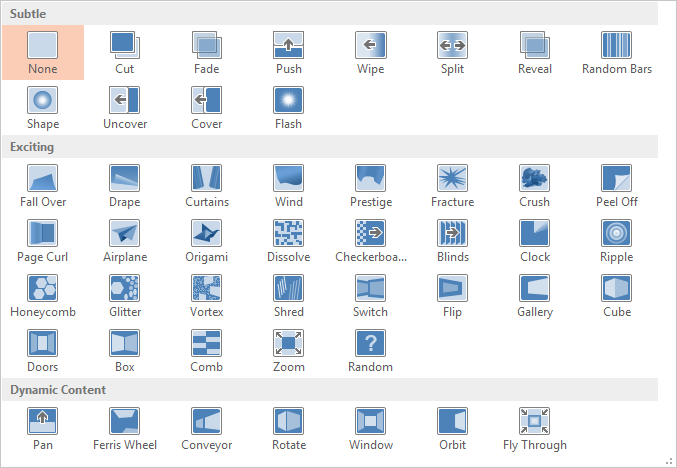 Subtle
None Cut Fade Push Wipe Split Reveal Random Bars
Shape Uncover Cover Flash
Exciting
Fall Over Drape Curtains Wind Prestige Fracture Crush Peel Off
Page Curl Airplane Origami Dissolve Checkerboa... Blinds Clock Ripple
Honeycomb Glitter Vortex Shred Switch Flip Gallery Cube
Doors Box Comb Zoom ? Random
Dynamic Content
Pan Ferris Wheel Conveyor Rotate Window Orbit Fly Through